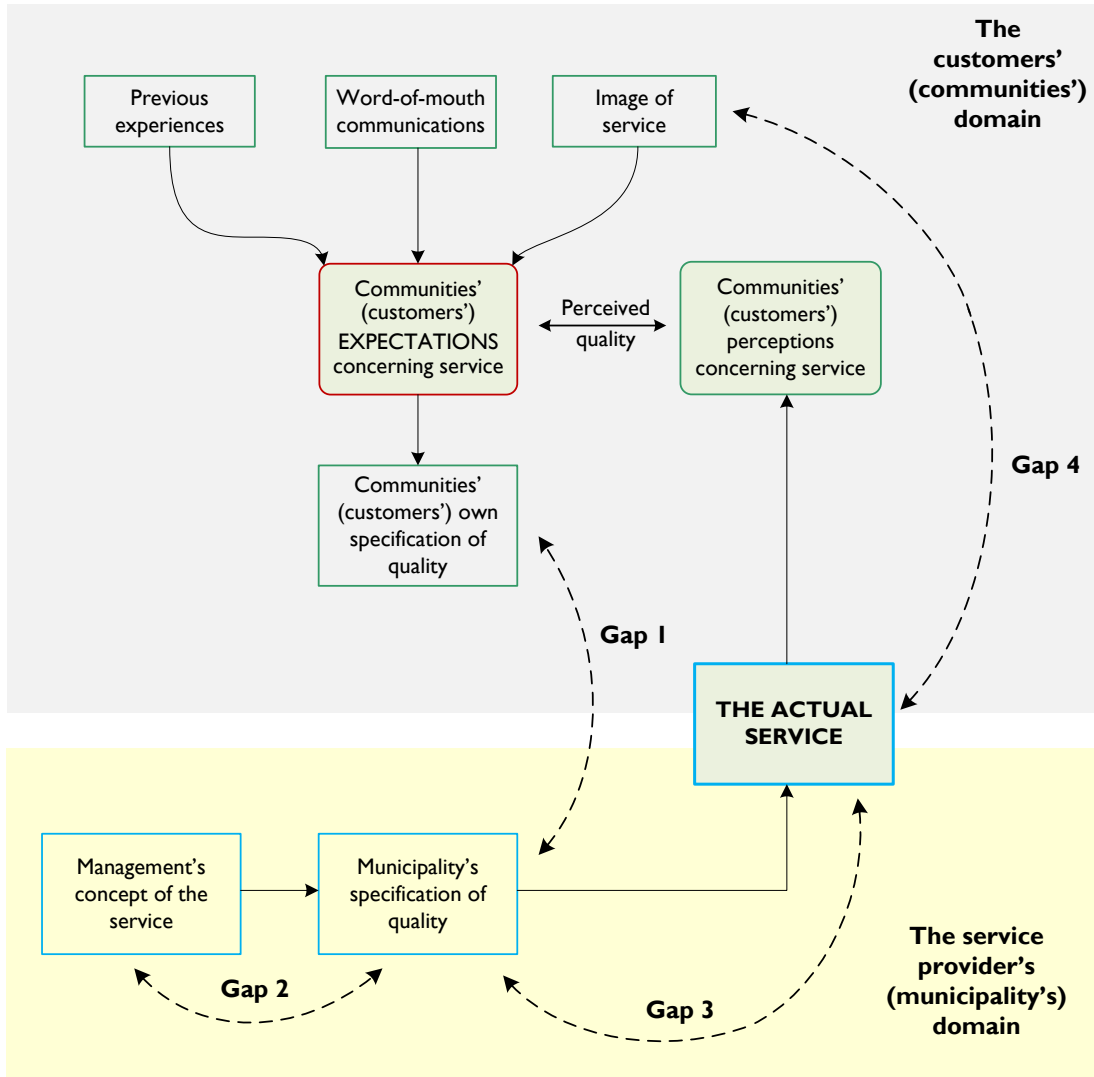 The
customers'
(communities')
domain
Previous
experiences
Word-of-mouth
communications
Image of
service
Communities'
(customers')
EXPECTATIONS
concerning service
Perceived
quality
Communities'
(customers')
perceptions
concerning service
Gap 4
Communities'
(customers') own
specification of
quality
Gap 1
THE ACTUAL
SERVICE
Management's
concept of the
service
Municipality's
specification of
quality
Gap 2
Gap 3
The service
provider's
(municipality's)
domain